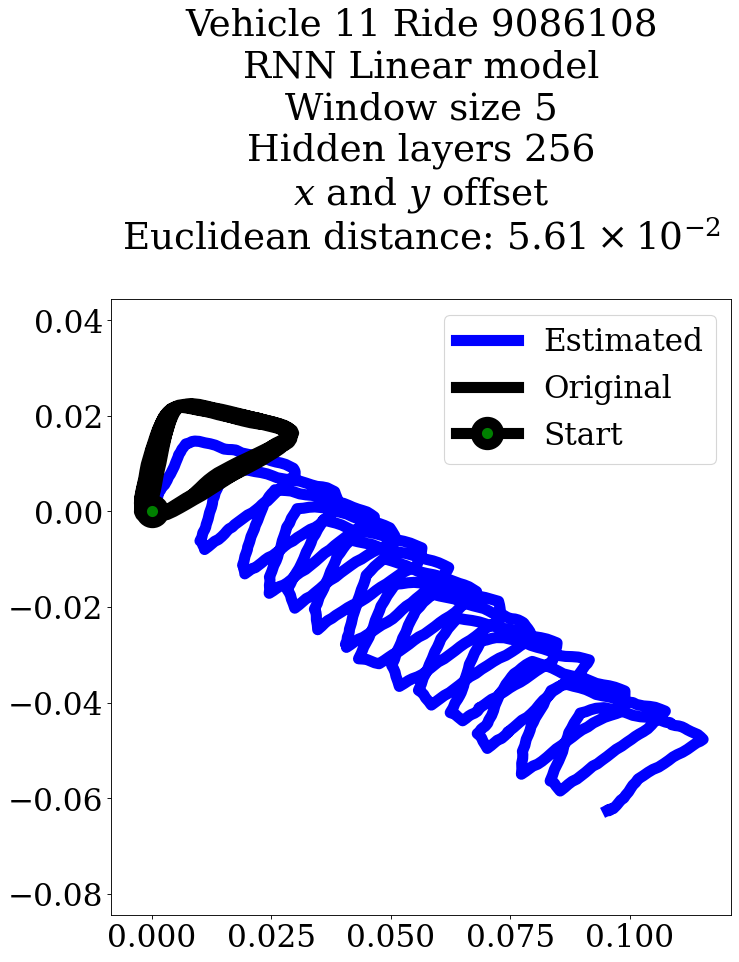 Vehicle 11 Ride 9086108
RNN Linear model
Window size 5
Hidden layers 256
x and y offset
Euclidean distance: 5.61 × 10⁻²
Estimated
Original
Start
0.04
0.02
0.00
−0.02
−0.04
−0.06
−0.08
0.000 0.025 0.050 0.075 0.100